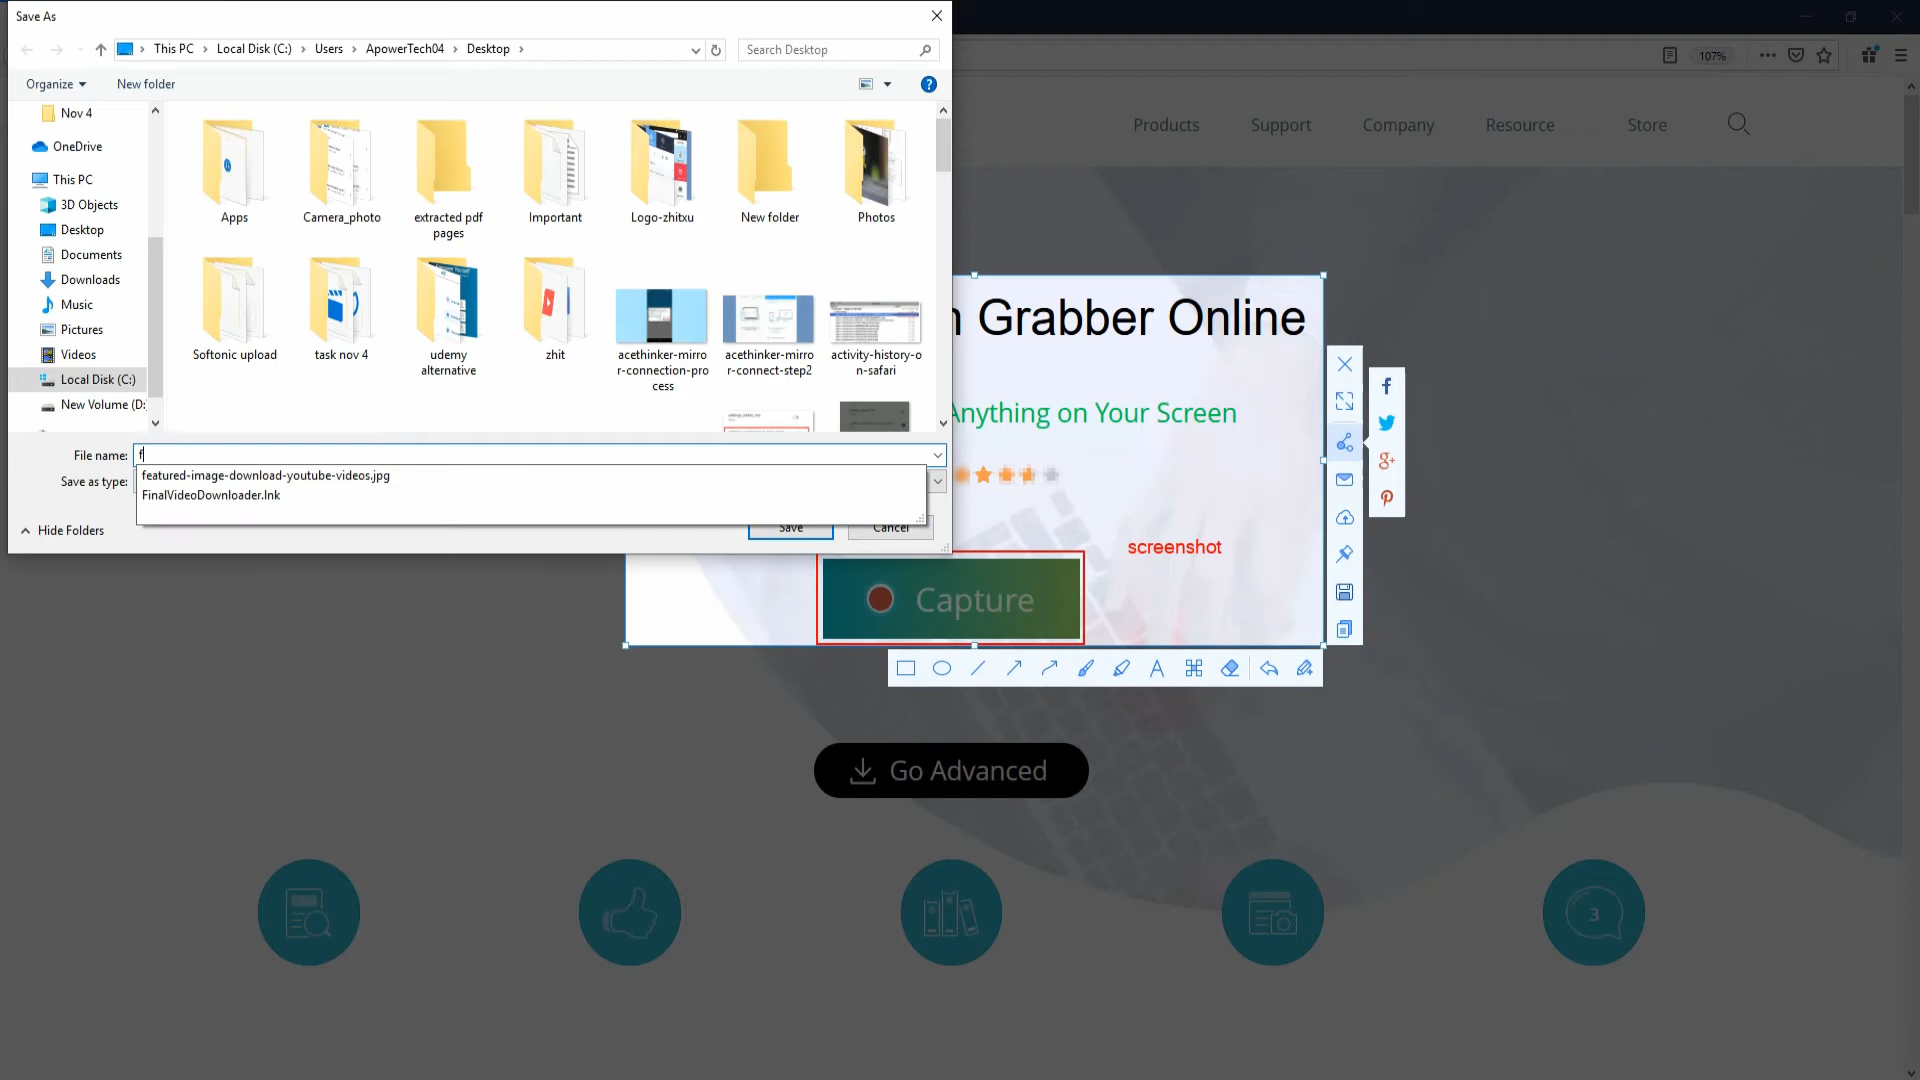 Save As
This PC
Local Disk (C:)
Users
ApowerTech04
Desktop
Search Desktop
107%
Organize
New folder
?
Nov 4
OneDrive
This PC
3D Objects
Desktop
Documents
Downloads
Music
Pictures
Videos
Local Disk (C:)
New Volume (D:
Apps
Camera_photo
extracted pdf
pages
Important
Logo-zhitxu
New folder
Photos
Softonic upload
task nov 4
udemy
alternative
zhit
acethinker-mirro
r-connection-pro
cess
acethinker-mirro
r-connect-step2
activity-history-o
n-safari
File name:
f
Save as type:
featured-image-download-youtube-videos.jpg
FinalVideoDownloader.lnk
Hide Folders
Save
Cancel
Products
Support
Company
Resource
Store
n Grabber Online
Anything on Your Screen
screenshot
Capture
Go Advanced
3